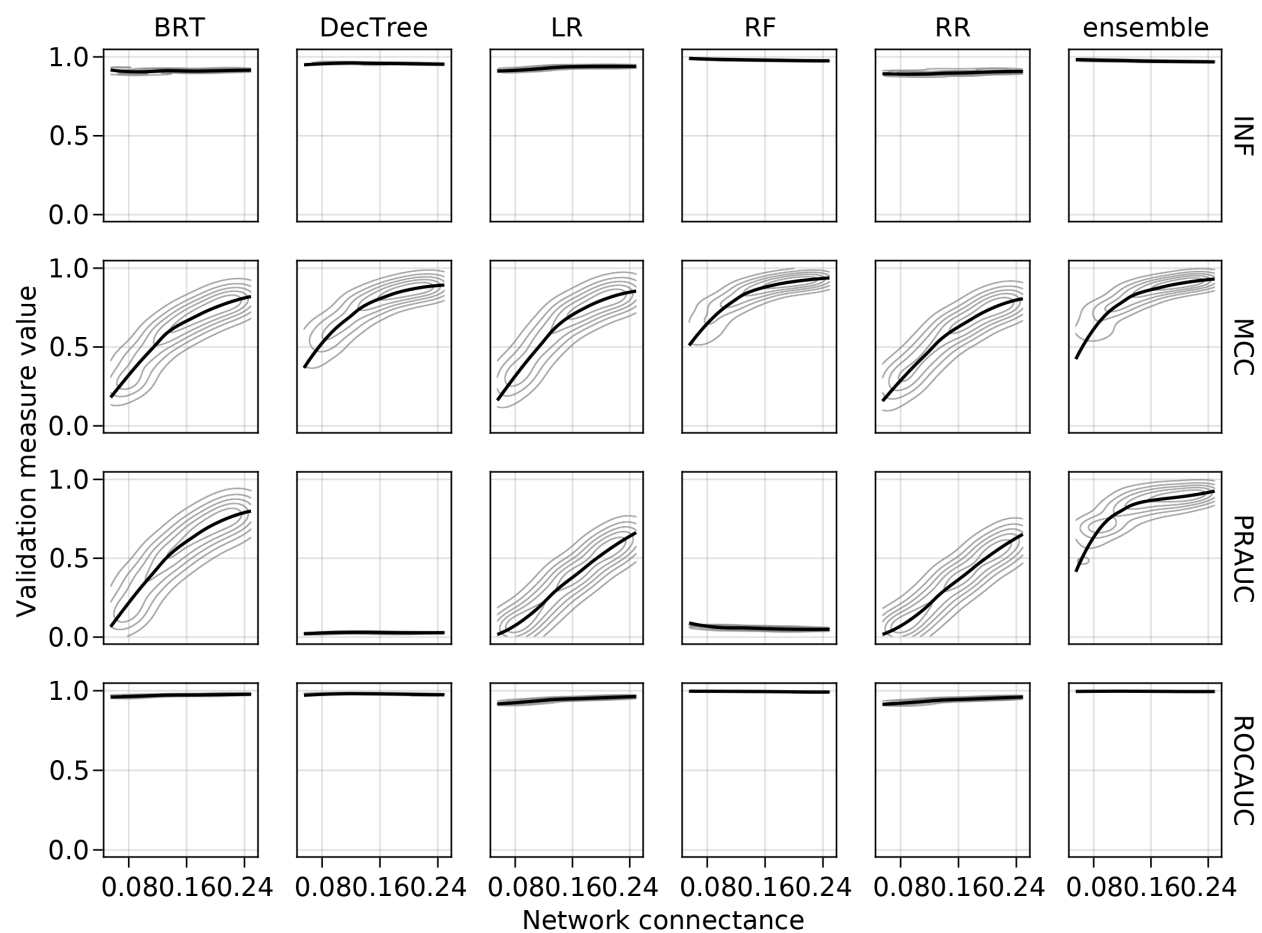 BRT DecTree LR RF RR ensemble
1.0
0.5
0.0
INF
1.0
0.5
0.0
MCC
Validation measure value
1.0
0.5
0.0
PRAUC
1.0
0.5
0.0
ROCAUC
0.080.160.24 0.080.160.24 0.080.160.24 0.080.160.24 0.080.160.24 0.080.160.24
Network connectance